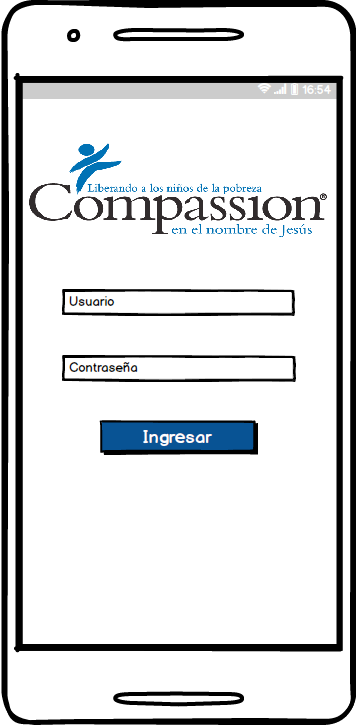 16:54
Liberando a los niños de la pobreza
Compassion®
en el nombre de Jesús
Usuario
Contraseña
Ingresar